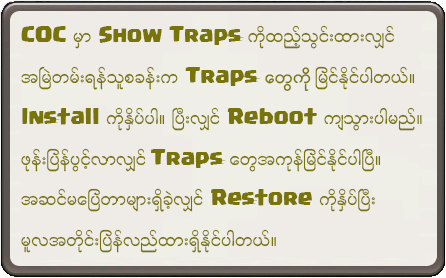 COC မှာ Show Traps ကိုထည့်သွင်းထားလျှင်
အမြဲတမ်းရန်သူစခန်းက Traps တွေကို မြင်နိုင်ပါတယ်။
Install ကိုနှိပ်ပါ။ ပြီးလျှင် Reboot ကျသွားပါမည်။
ဖုန်းပြန်ပွင့်လာလျှင် Traps တွေအကုန်မြင်နိုင်ပါပြီ။
အဆင်မပြေတာများရှိခဲ့လျှင် Restore ကိုနှိပ်ပြီး
မူလအတိုင်းပြန်လည်ထားရှိနိုင်ပါတယ်။